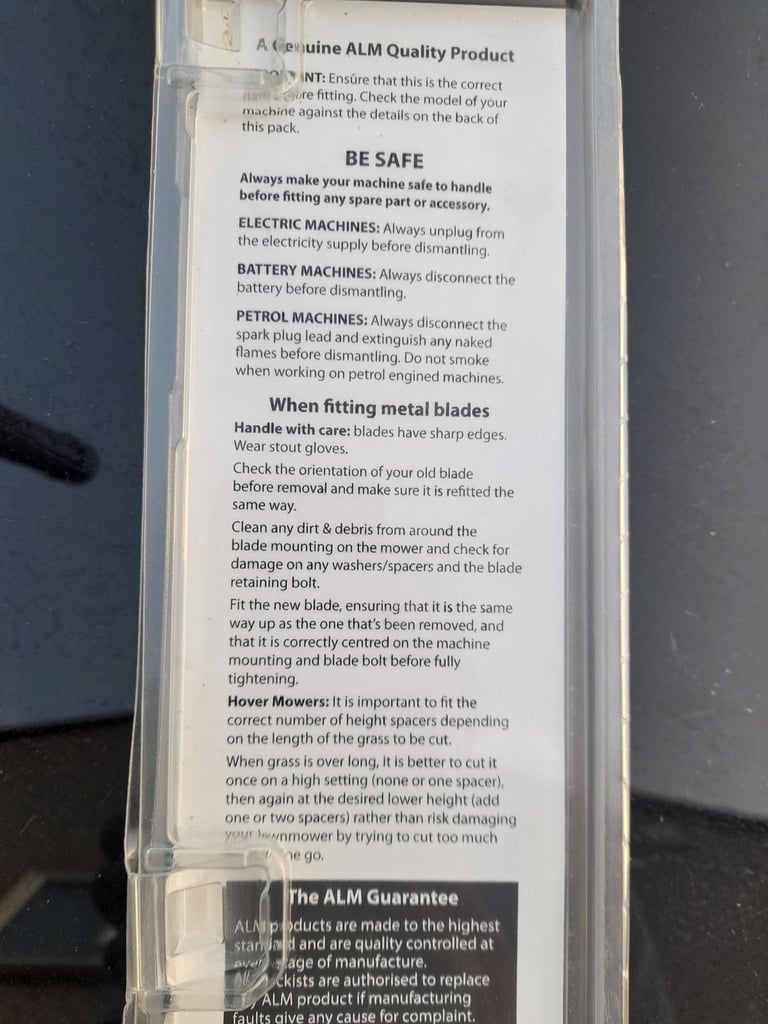 A Genuine ALM Quality Product
IMPORTANT: Ensure that this is the correct
before fitting. Check the model of your
machine against the details on the back of
this pack.
BE SAFE
Always make your machine safe to handle
before fitting any spare part or accessory.
ELECTRIC MACHINES: Always unplug from
the electricity supply before dismantling.
BATTERY MACHINES: Always disconnect the
battery before dismantling.
PETROL MACHINES: Always disconnect the
spark plug lead and extinguish any naked
flames before dismantling. Do not smoke
when working on petrol engined machines.
When fitting metal blades
Handle with care: blades have sharp edges.
Wear stout gloves.
Check the orientation of your old blade
before removal and make sure it is refitted the
same way.
Clean any dirt & debris from around the
blade mounting on the mower and check for
damage on any washers/spacers and the blade
retaining bolt.
Fit the new blade, ensuring that it is the same
way up as the one that's been removed, and
that it is correctly centred on the machine
mounting and blade bolt before fully
tightening.
Hover Mowers: It is important to fit the
correct number of height spacers depending
on the length of the grass to be cut.
When grass is over long, it is better to cut it
once on a high setting (none or one spacer),
then again at the desired lower height (add
one or two spacers) rather than risk damaging
your lawnmower by trying to cut too much
go.
The ALM Guarantee
ALM products are made to the highest
standard and are quality controlled at
every stage of manufacture.
All stockists are authorised to replace
any ALM product if manufacturing
faults give any cause for complaint.